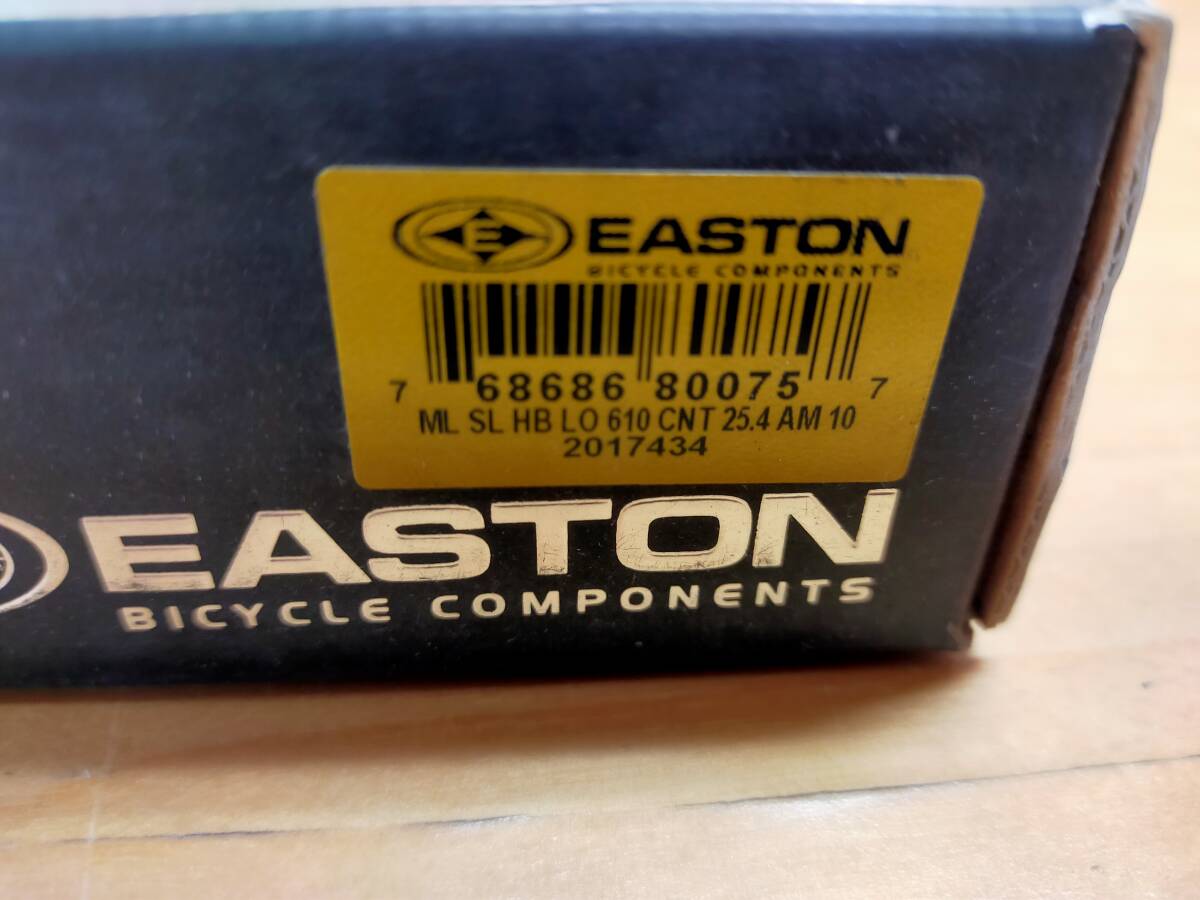 E EASTON
BICYCLE COMPONENTS
7 68686 80075 7
ML SL HB LO 610 CNT 25.4 AM 10
2017434
EASTON
BICYCLE COMPONENTS